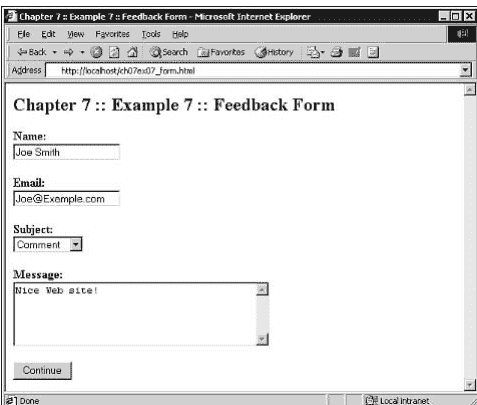 Chapter 7 :: Example 7 :: Feedback Form - Microsoft Internet Explorer
File Edit View Favorites Tools Help
Back Search Favorites History
Address http://localhost/ch07ex07_form.html
Chapter 7 :: Example 7 :: Feedback Form
Name:
Joe Smith
Email:
Joe@Example.com
Subject:
Comment
Message:
Nice Web site!
Continue
Done Local intranet